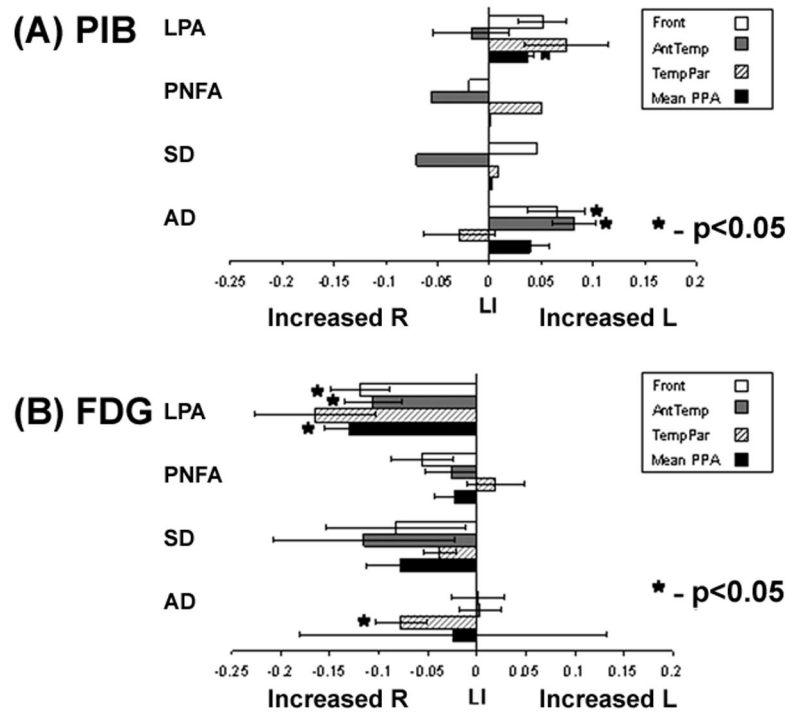 (A) PIB
LPA
PNFA
SD
AD
Front
AntTemp
TempPar
Mean PPA
* - p<0.05
-0.25 -0.2 -0.15 -0.1 -0.05 0 0.05 0.1 0.15 0.2
Increased R LI Increased L
(B) FDG
LPA
PNFA
SD
AD
Front
AntTemp
TempPar
Mean PPA
* - p<0.05
-0.25 -0.2 -0.15 -0.1 -0.05 0 0.05 0.1 0.15 0.2
Increased R LI Increased L